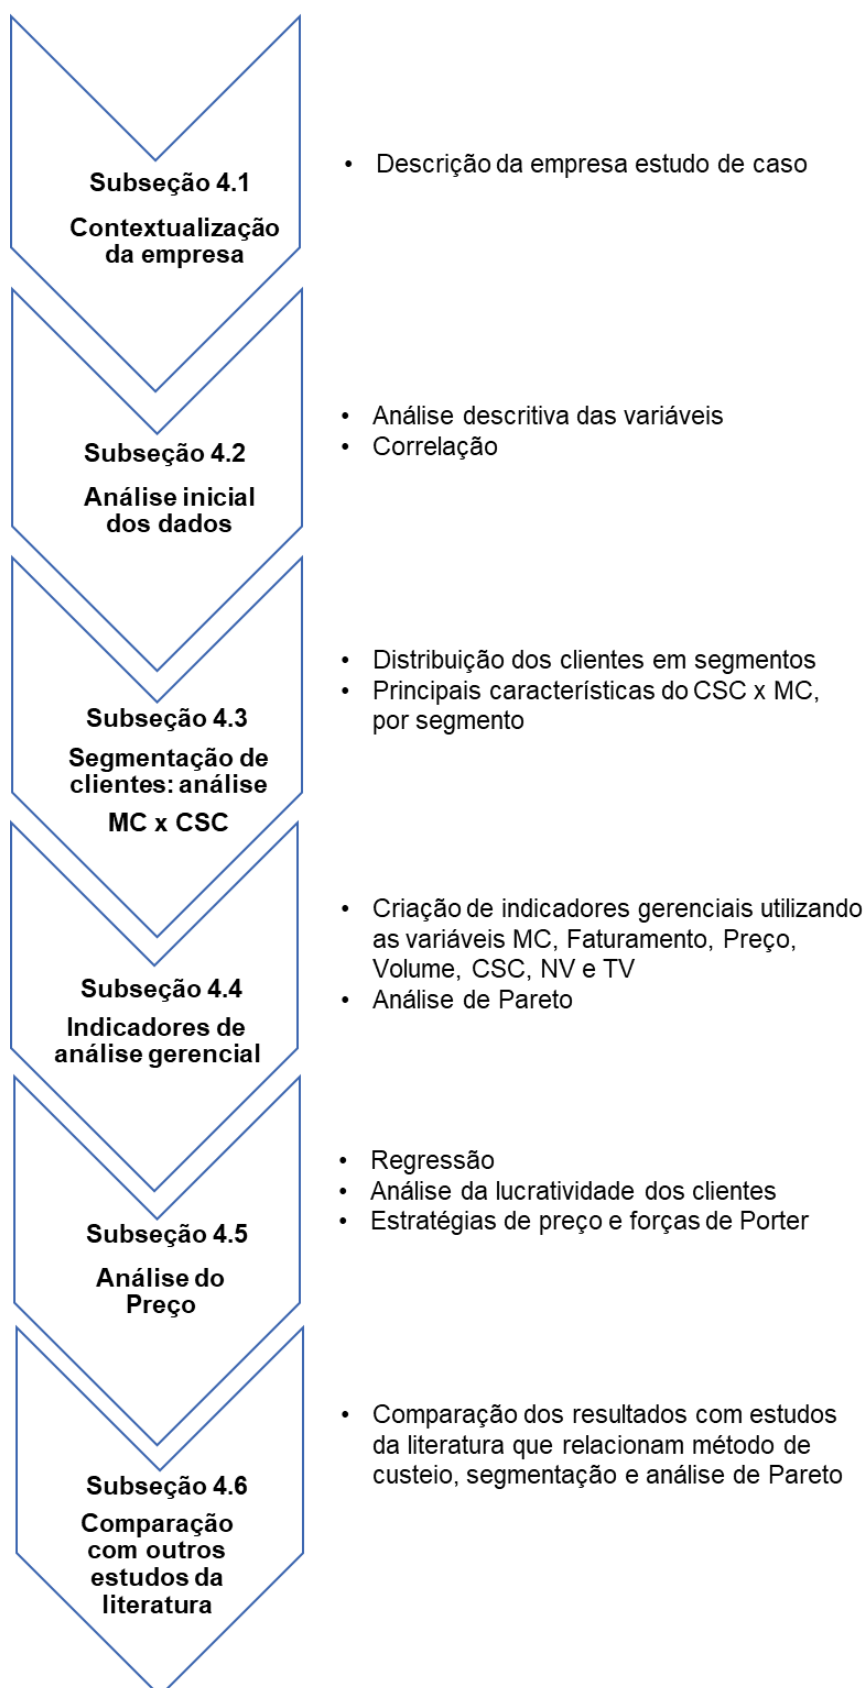 Subseção 4.1
Contextualização
da empresa
• Descrição da empresa estudo de caso
Subseção 4.2
Análise inicial
dos dados
• Análise descritiva das variáveis
• Correlação
Subseção 4.3
Segmentação de
clientes: análise
MC x CSC
• Distribuição dos clientes em segmentos
• Principais características do CSC x MC,
por segmento
Subseção 4.4
Indicadores de
análise gerencial
• Criação de indicadores gerenciais utilizando
as variáveis MC, Faturamento, Preço,
Volume, CSC, NV e TV
• Análise de Pareto
Subseção 4.5
Análise do
Preço
• Regressão
• Análise da lucratividade dos clientes
• Estratégias de preço e forças de Porter
Subseção 4.6
Comparação
com outros
estudos da
literatura
• Comparação dos resultados com estudos
da literatura que relacionam método de
custeio, segmentação e análise de Pareto